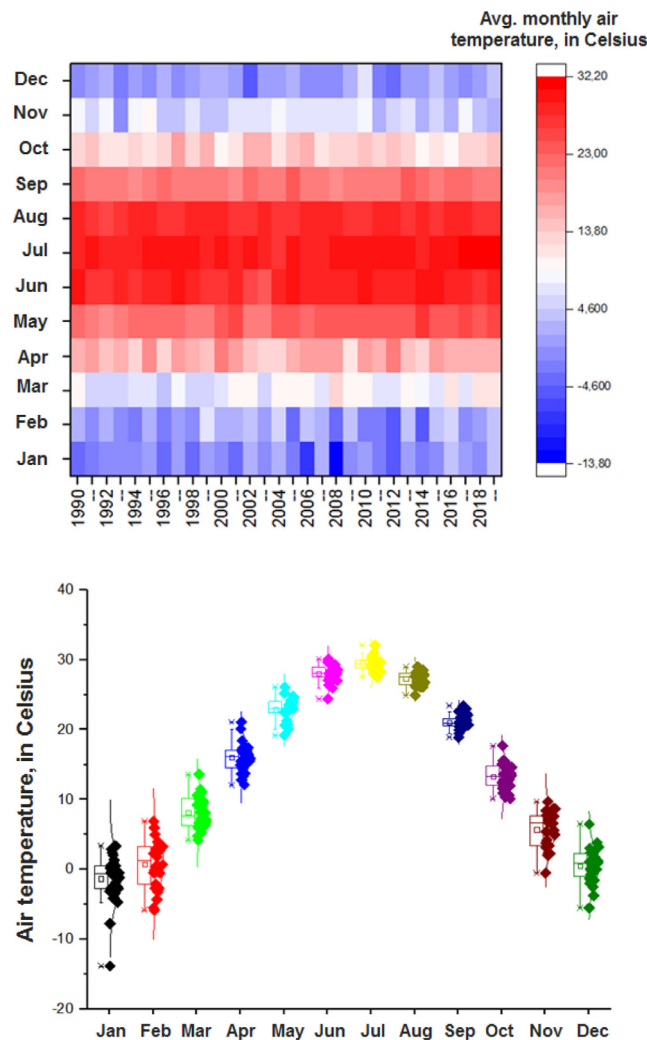 Avg. monthly air
temperature, in Celsius
Dec
Nov
Oct
Sep
Aug
Jul
Jun
May
Apr
Mar
Feb
Jan
32,20
23,00
13,80
4,600
-4,600
-13,80
1990
--
1992
--
1994
--
1996
--
1998
--
2000
--
2002
--
2004
--
2006
--
2008
--
2010
--
2012
--
2014
--
2016
--
2018
--
Air temperature, in Celsius
40
30
20
10
0
-10
-20
Jan Feb Mar Apr May Jun Jul Aug Sep Oct Nov Dec